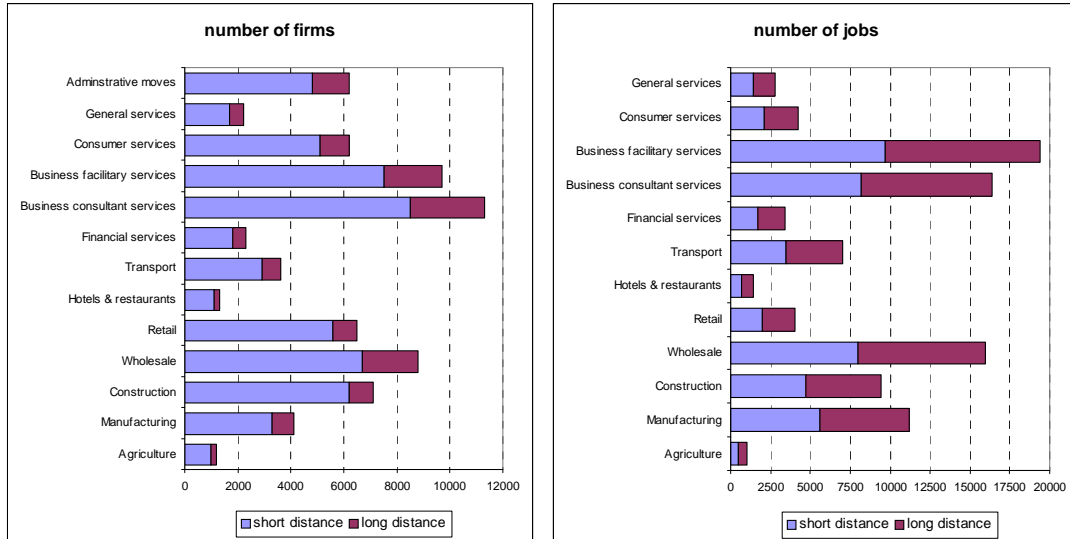 number of firms
Adminstrative moves
General services
Consumer services
Business facilitary services
Business consultant services
Financial services
Transport
Hotels & restaurants
Retail
Wholesale
Construction
Manufacturing
Agriculture
0 2000 4000 6000 8000 10000 12000
short distance long distance
number of jobs
General services
Consumer services
Business facilitary services
Business consultant services
Financial services
Transport
Hotels & restaurants
Retail
Wholesale
Construction
Manufacturing
Agriculture
0 2500 5000 7500 10000 12500 15000 17500 20000
short distance long distance